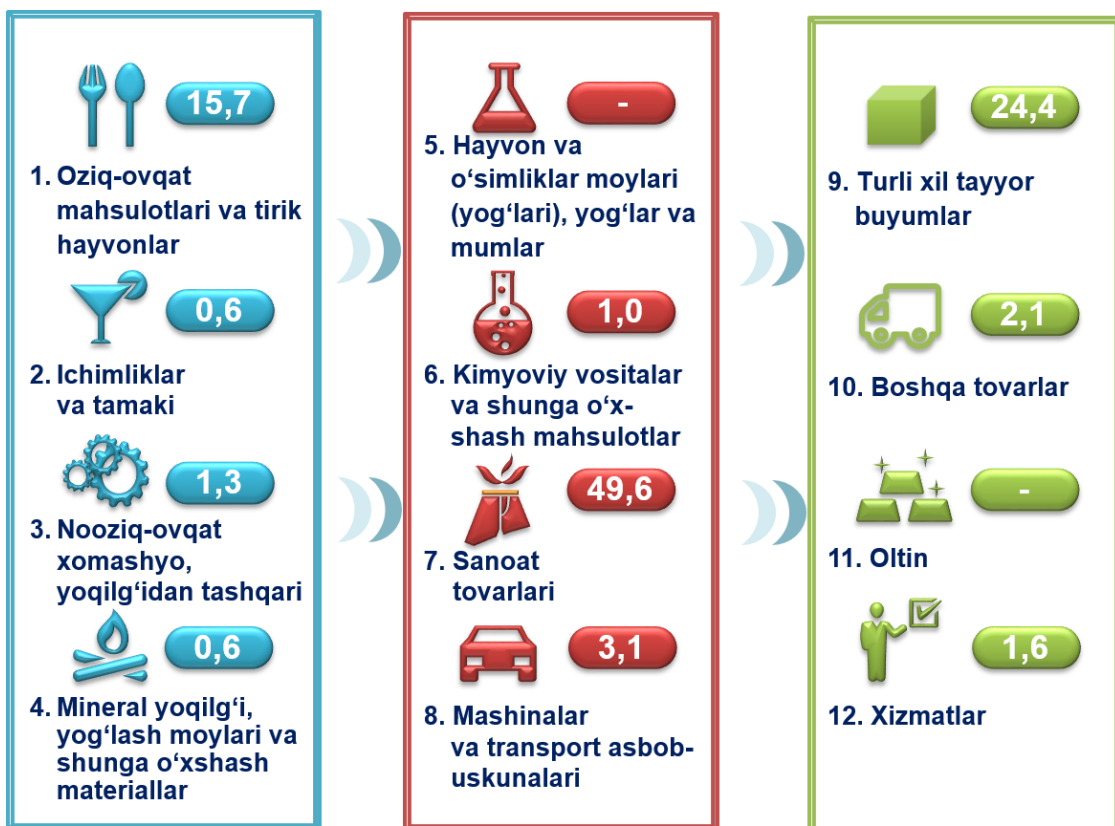 15,7
1. Oziq-ovqat
mahsulotlari va tirik
hayvonlar
0,6
2. Ichimliklar
va tamaki
1,3
3. Nooziq-ovqat
xomashyo,
yoqilg‘idan tashqari
0,6
4. Mineral yoqilg‘i,
yog‘lash moylari va
shunga o‘xshash
materiallar
-
5. Hayvon va
o‘simliklar moylari
(yog‘lari), yog‘lar va
mumlar
1,0
6. Kimyoviy vositalar
va shunga o‘x-
shash mahsulotlar
49,6
7. Sanoat
tovarlari
3,1
8. Mashinalar
va transport asbob-
uskunalari
24,4
9. Turli xil tayyor
buyumlar
2,1
10. Boshqa tovarlar
-
11. Oltin
1,6
12. Xizmatlar